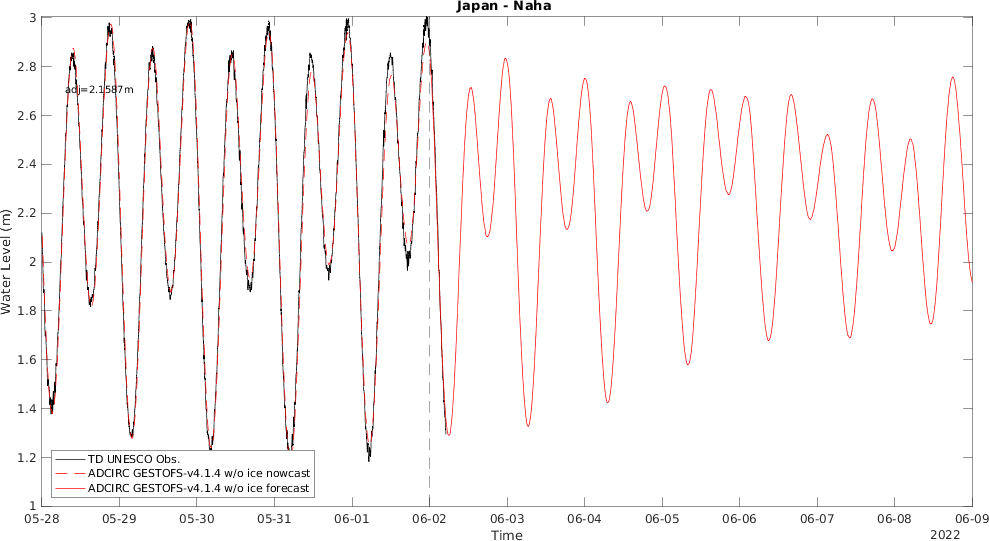 Japan - Naha
Water Level (m)
3
2.8
2.6
2.4
2.2
2
1.8
1.6
1.4
1.2
1
adj=2.1587m
TD UNESCO Obs.
ADCIRC GESTOFS-v4.1.4 w/o ice nowcast
ADCIRC GESTOFS-v4.1.4 w/o ice forecast
05-28 05-29 05-30 05-31 06-01 06-02 06-03 06-04 06-05 06-06 06-07 06-08 06-09
Time
2022